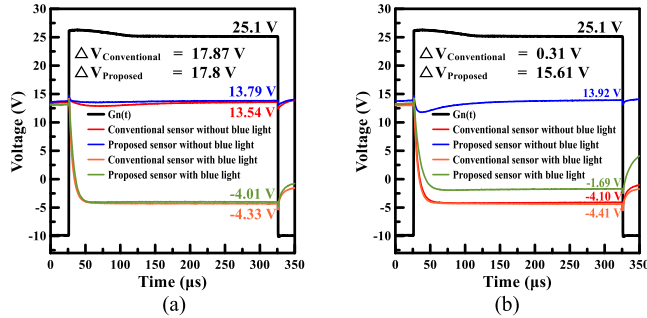 30
25
20
15
10
5
0
-5
-10
Voltage (V)
25.1 V
△ V Conventional = 17.87 V
△ V Proposed = 17.8 V
13.79 V
13.54 V
Gn(t)
Conventional sensor without blue light
Proposed sensor without blue light
Conventional sensor with blue light
Proposed sensor with blue light
-4.01 V
-4.33 V
0 50 100 150 200 250 300 350
Time (μs)
(a)
30
25
20
15
10
5
0
-5
-10
Voltage (V)
25.1 V
△ V Conventional = 0.31 V
△ V Proposed = 15.61 V
13.92 V
Gn(t)
Conventional sensor without blue light
Proposed sensor without blue light
Conventional sensor with blue light
Proposed sensor with blue light
-1.69 V
-4.10 V
-4.41 V
0 50 100 150 200 250 300 350
Time (μs)
(b)